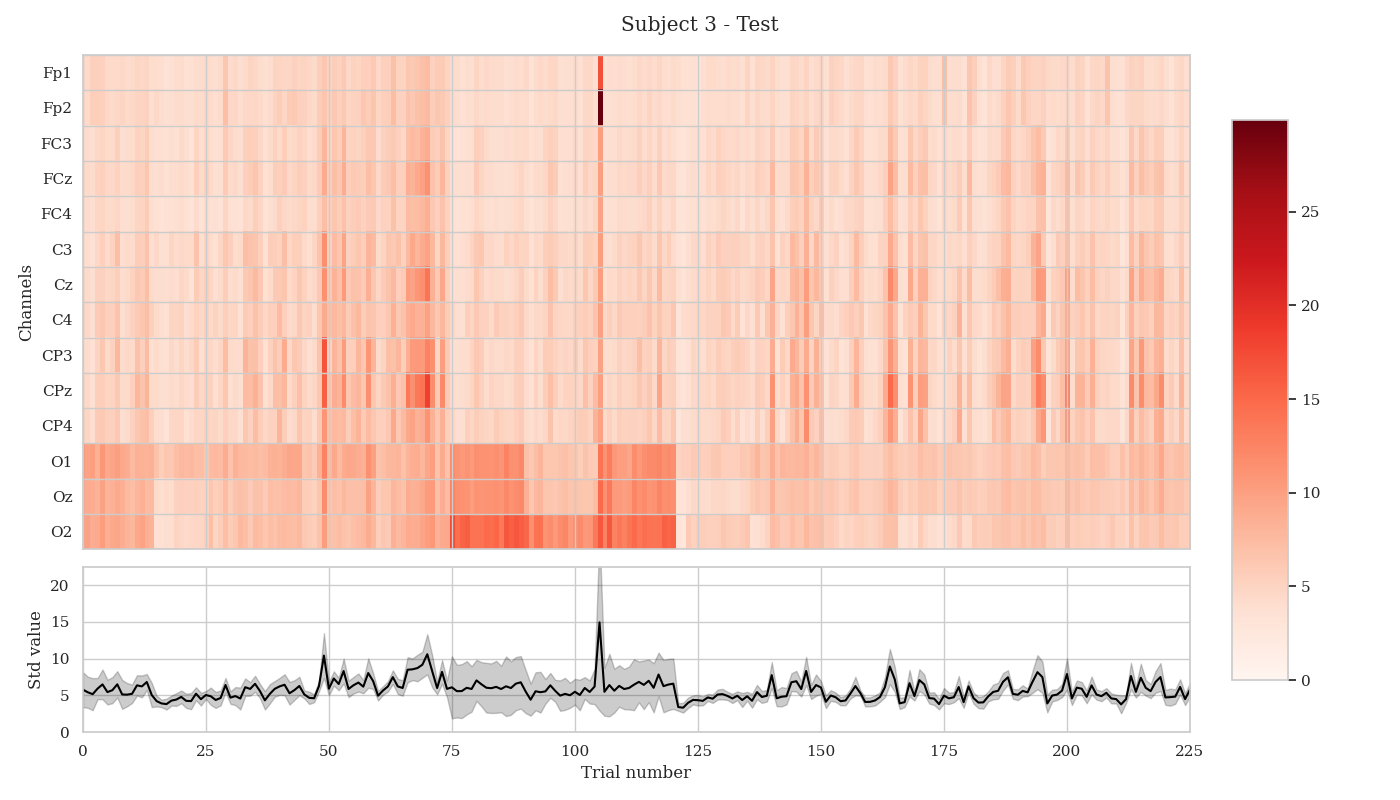 Subject 3 - Test
Channels
Fp1
Fp2
FC3
FCz
FC4
C3
Cz
C4
CP3
CPz
CP4
O1
Oz
O2
25
20
15
10
5
0
Std value
20
15
10
5
0
0 25 50 75 100 125 150 175 200 225
Trial number